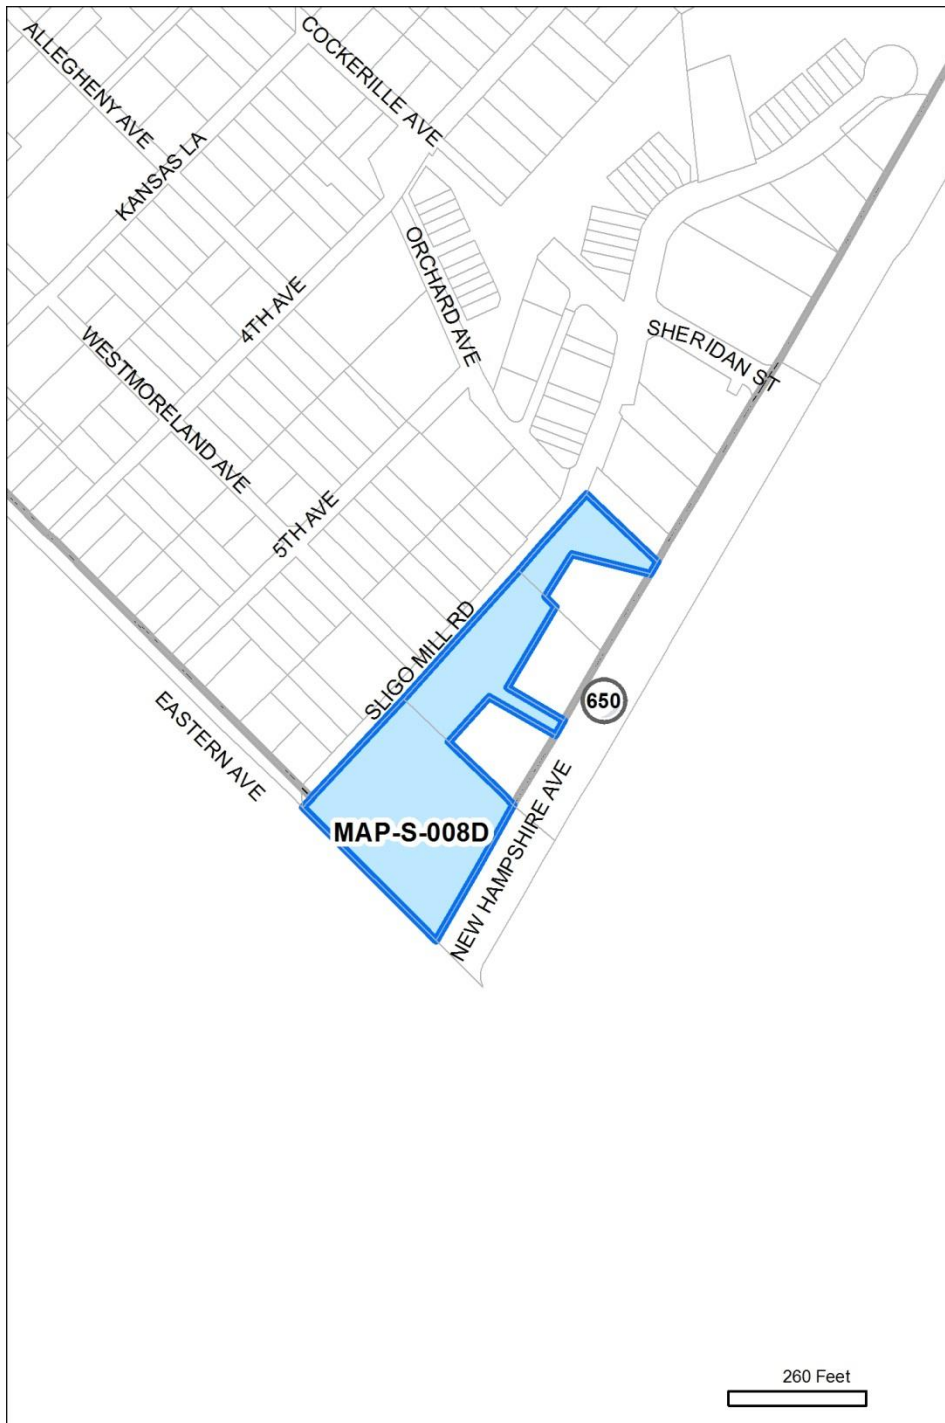 ALLEGHENY AVE
COCKERILLE AVE
KANSAS LA
ORCHARD AVE
4TH AVE
SHERIDAN ST
WESTMORELAND AVE
5TH AVE
SLIGO MILL RD
EASTERN AVE
650
MAP-S-008D
NEW HAMPSHIRE AVE
260 Feet